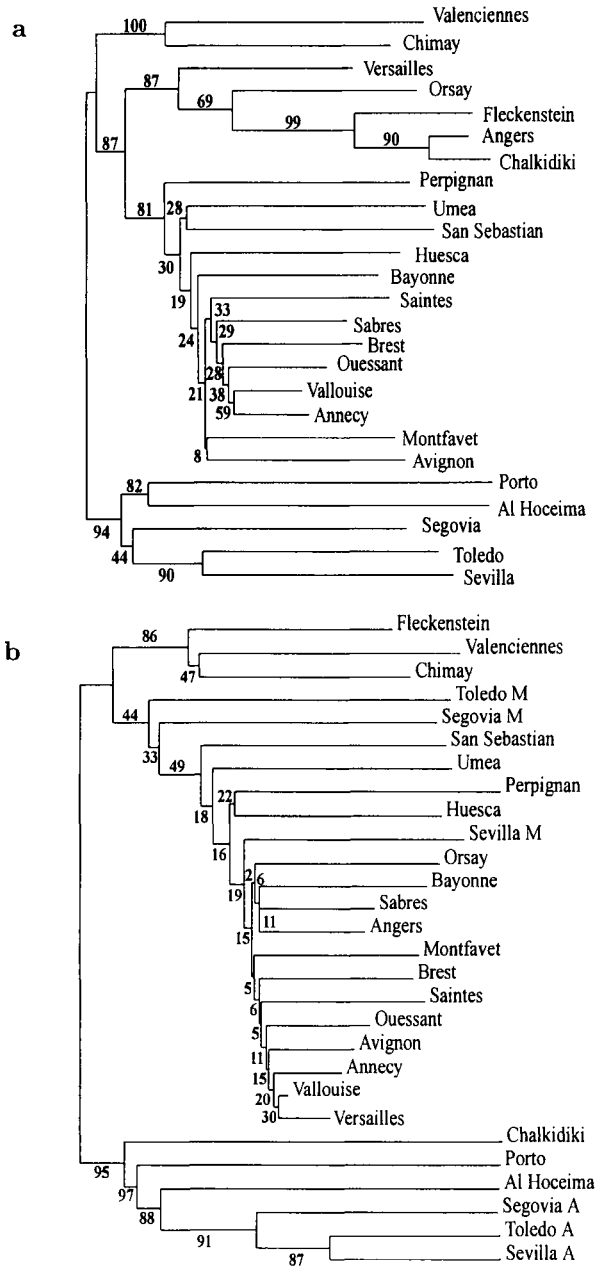 a
Valenciennes
100
Chimay
Versailles
87
Orsay
69
Fleckenstein
99
Angers
90
87
Chalkidiki
Perpignan
81 28
Umea
San Sebastian
30
Huesca
Bayonne
19
Saintes
33
Sabres
29
24
Brest
Ouessant
28
21 38
Vallouise
59
Annecy
Montfavet
8
Avignon
82
Porto
Al Hoceima
94
Segovia
44
Toledo
90
Sevilla
b
Fleckenstein
86
Valenciennes
47
Chimay
Toledo M
44
Segovia M
33
San Sebastian
49
Umea
Perpignan
22
18
Huesca
Sevilla M
16
Orsay
2 6
Bayonne
19
Sabres
11
Angers
15
Montfavet
Brest
5
Saintes
6
Ouessant
5
Avignon
11
Annecy
15
Vallouise
20
30
Versailles
Chalkidiki
95
Porto
97
Al Hoceima
88
Segovia A
91
Toledo A
87
Sevilla A